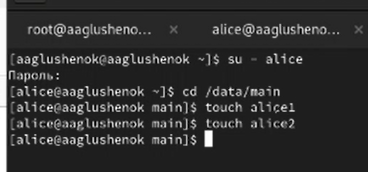 root@aaglusheno... × alice@aaglusheno... ×
[aaglushenok@aaglushenok ~]$ su - alice
Пароль:
[alice@aaglushenok ~]$ cd /data/main
[alice@aaglushenok main]$ touch alice1
[alice@aaglushenok main]$ touch alice2
[alice@aaglushenok main]$